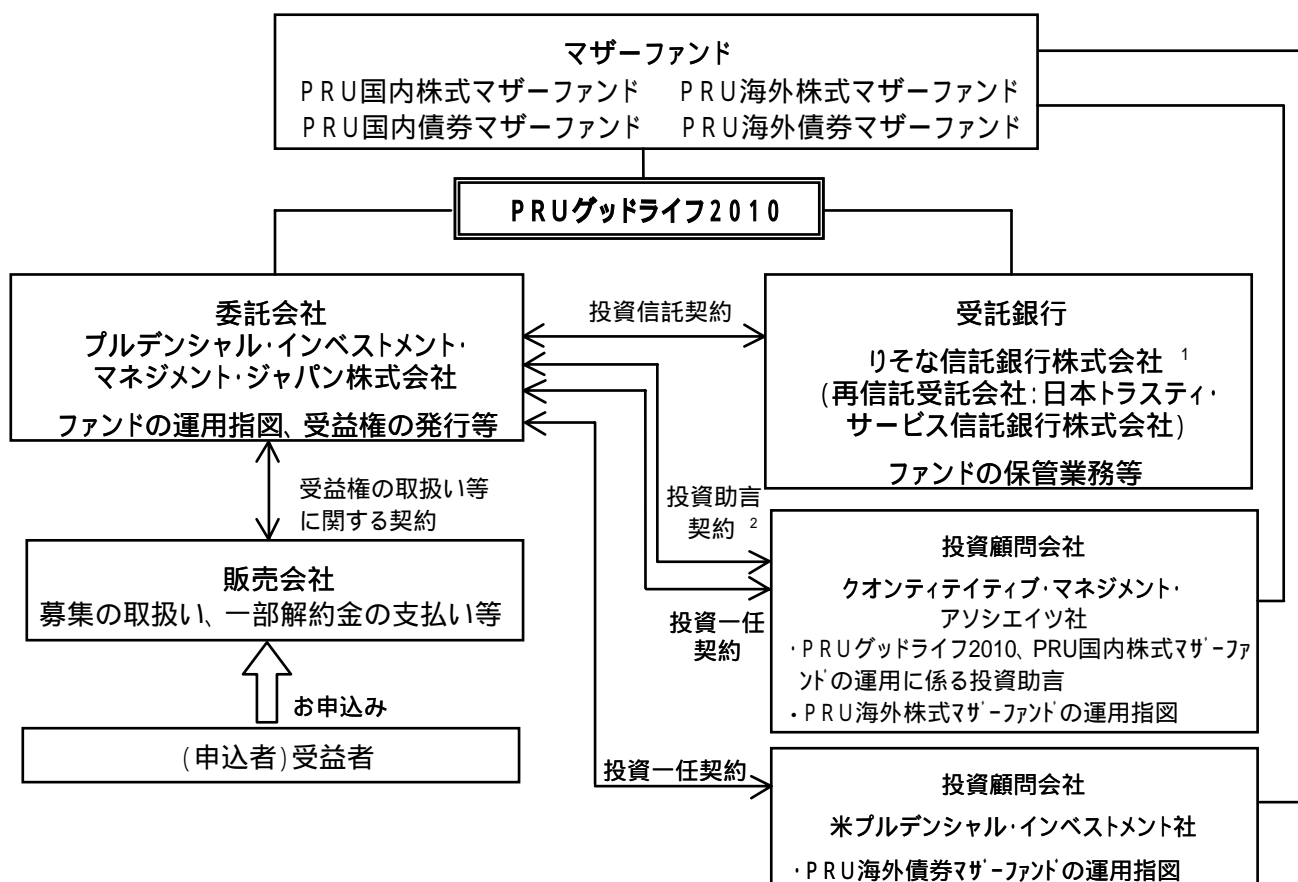 マザーファンド
PRU国内株式マザーファンド PRU海外株式マザーファンド
PRU国内債券マザーファンド PRU海外債券マザーファンド
PRUグッドライフ2010
委託会社
プルデンシャル・インベストメント・
マネジメント・ジャパン株式会社
ファンドの運用指図、受益権の発行等
投資信託契約
受託銀行
りそな信託銀行株式会社 1
(再信託受託会社:日本トラスティ・
サービス信託銀行株式会社)
ファンドの保管業務等
受益権の取扱い等
に関する契約
投資助言
契約 2
投資一任
契約
販売会社
募集の取扱い、一部解約金の支払い等
お申込み
(申込者)受益者
投資顧問会社
クオンティテイティブ・マネジメント・
アソシエイツ社
・PRUグッドライフ2010、PRU国内株式マザーファ
ンドの運用に係る投資助言
・PRU海外株式マザーファンドの運用指図
投資一任契約
投資顧問会社
米プルデンシャル・インベストメント社
・PRU海外債券マザーファンドの運用指図